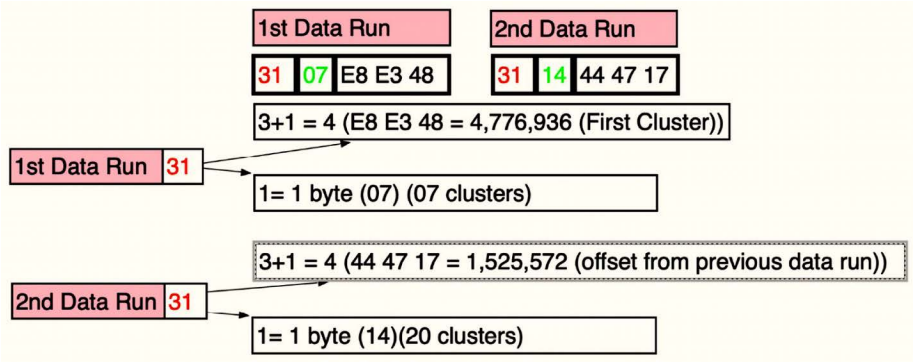 1st Data Run
2nd Data Run
31 07 E8 E3 48
31 14 44 47 17
3+1 = 4 (E8 E3 48 = 4,776,936 (First Cluster))
1st Data Run 31
1= 1 byte (07) (07 clusters)
3+1 = 4 (44 47 17 = 1,525,572 (offset from previous data run))
2nd Data Run 31
1= 1 byte (14)(20 clusters)